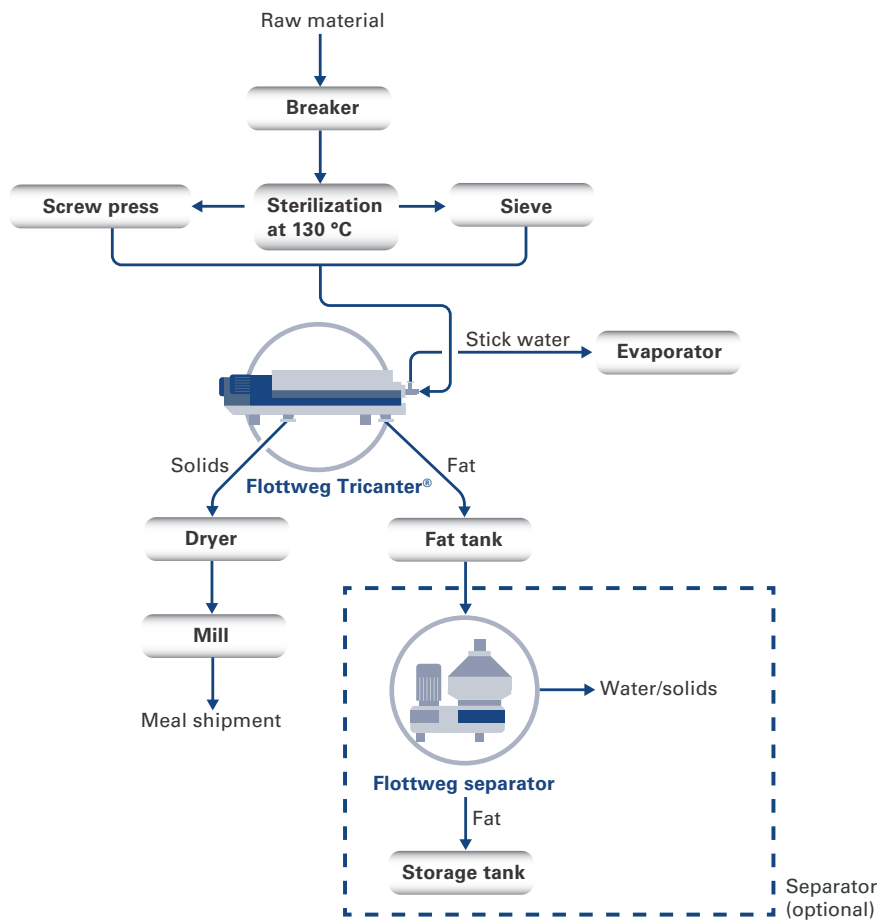 Raw material
Breaker
Screw press
Sterilization
at 130 °C
Sieve
Stick water
Evaporator
Solids
Fat
Flottweg Tricanter®
Dryer
Fat tank
Mill
Water/solids
Meal shipment
Flottweg separator
Fat
Storage tank
Separator
(optional)